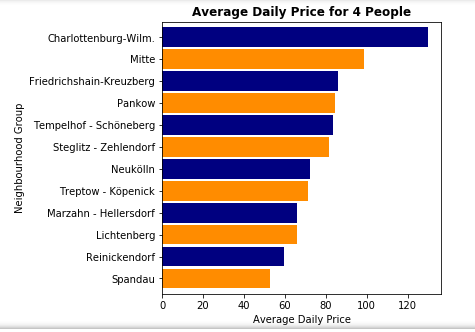 Average Daily Price for 4 People
Neighbourhood Group
Charlottenburg-Wilm.
Mitte
Friedrichshain-Kreuzberg
Pankow
Tempelhof - Schöneberg
Steglitz - Zehlendorf
Neukölln
Treptow - Köpenick
Marzahn - Hellersdorf
Lichtenberg
Reinickendorf
Spandau
0 20 40 60 80 100 120
Average Daily Price